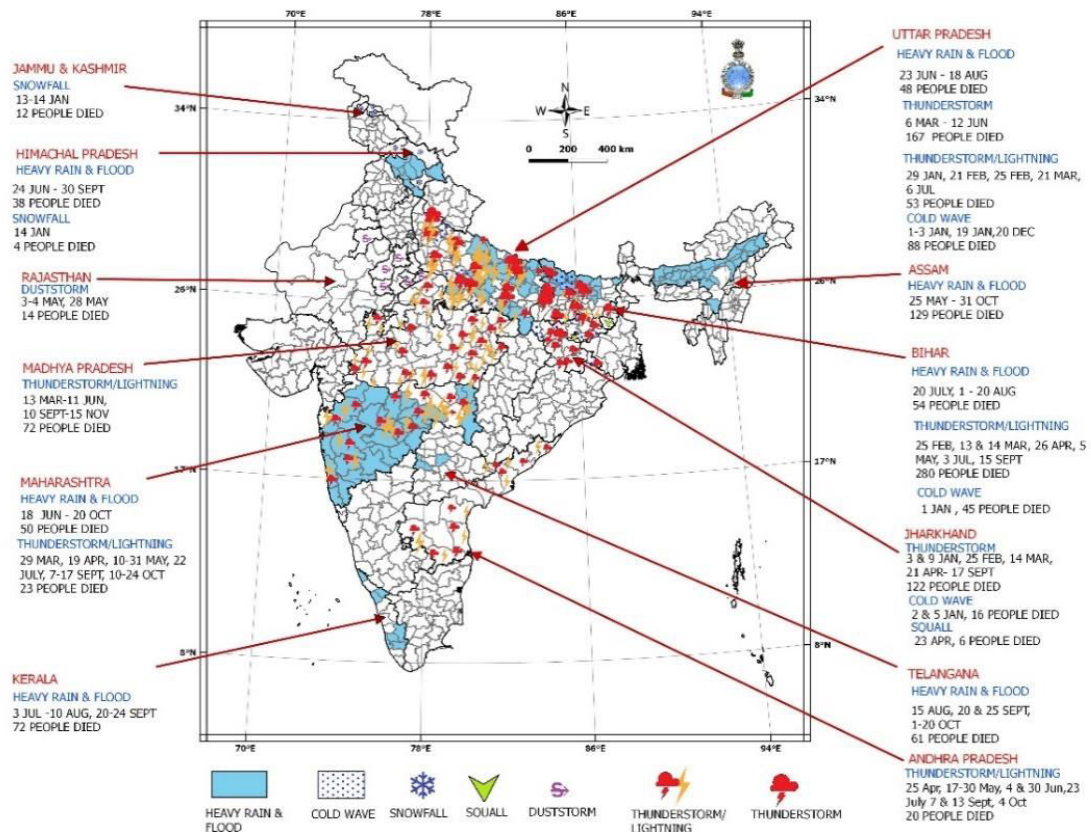 70°E 78°E 86°E
34°N
26°N
17°N
8°N
34°N
26°N
17°N
8°N
70°E 78°E 86°E 94°E
N
W E
S
0 200 400 km
JAMMU & KASHMIR
SNOWFALL
13-14 JAN
12 PEOPLE DIED
HIMACHAL PRADESH
HEAVY RAIN & FLOOD
24 JUN - 30 SEPT
38 PEOPLE DIED
SNOWFALL
14 JAN
4 PEOPLE DIED
RAJASTHAN
DUSTSTORM
3-4 MAY, 28 MAY
14 PEOPLE DIED
MADHYA PRADESH
THUNDERSTORM/LIGHTNING
13 MAR-11 JUN,
10 SEPT-15 NOV
72 PEOPLE DIED
MAHARASHTRA
HEAVY RAIN & FLOOD
18 JUN - 20 OCT
50 PEOPLE DIED
THUNDERSTORM/LIGHTNING
29 MAR, 19 APR, 10-31 MAY, 22
JULY, 7-17 SEPT, 10-24 OCT
23 PEOPLE DIED
KERALA
HEAVY RAIN & FLOOD
3 JUL -10 AUG, 20-24 SEPT
72 PEOPLE DIED
UTTAR PRADESH
HEAVY RAIN & FLOOD
23 JUN - 18 AUG
48 PEOPLE DIED
THUNDERSTORM
6 MAR - 12 JUN
167 PEOPLE DIED
THUNDERSTORM/LIGHTNING
29 JAN, 21 FEB, 25 FEB, 21 MAR,
6 JUL
53 PEOPLE DIED
COLD WAVE
1-3 JAN, 19 JAN,20 DEC
88 PEOPLE DIED
ASSAM
HEAVY RAIN & FLOOD
25 MAY - 31 OCT
129 PEOPLE DIED
BIHAR
HEAVY RAIN & FLOOD
20 JULY, 1 - 20 AUG
54 PEOPLE DIED
THUNDERSTORM/LIGHTNING
25 FEB, 13 & 14 MAR, 26 APR, 5
MAY, 3 JUL, 15 SEPT
280 PEOPLE DIED
COLD WAVE
1 JAN , 45 PEOPLE DIED
JHARKHAND
THUNDERSTORM
3 & 9 JAN, 25 FEB, 14 MAR,
21 APR- 17 SEPT
122 PEOPLE DIED
COLD WAVE
2 & 5 JAN, 16 PEOPLE DIED
SQUALL
23 APR, 6 PEOPLE DIED
TELANGANA
HEAVY RAIN & FLOOD
15 AUG, 20 & 25 SEPT,
1-20 OCT
61 PEOPLE DIED
ANDHRA PRADESH
THUNDERSTORM/LIGHTNING
25 Apr, 17-30 May, 4 & 30 Jun,23
July 7 & 13 Sept, 4 Oct
20 PEOPLE DIED
HEAVY RAIN &
FLOOD
COLD WAVE
SNOWFALL
SQUALL
DUSTSTORM
THUNDERSTORM/
LIGHTNING
THUNDERSTORM